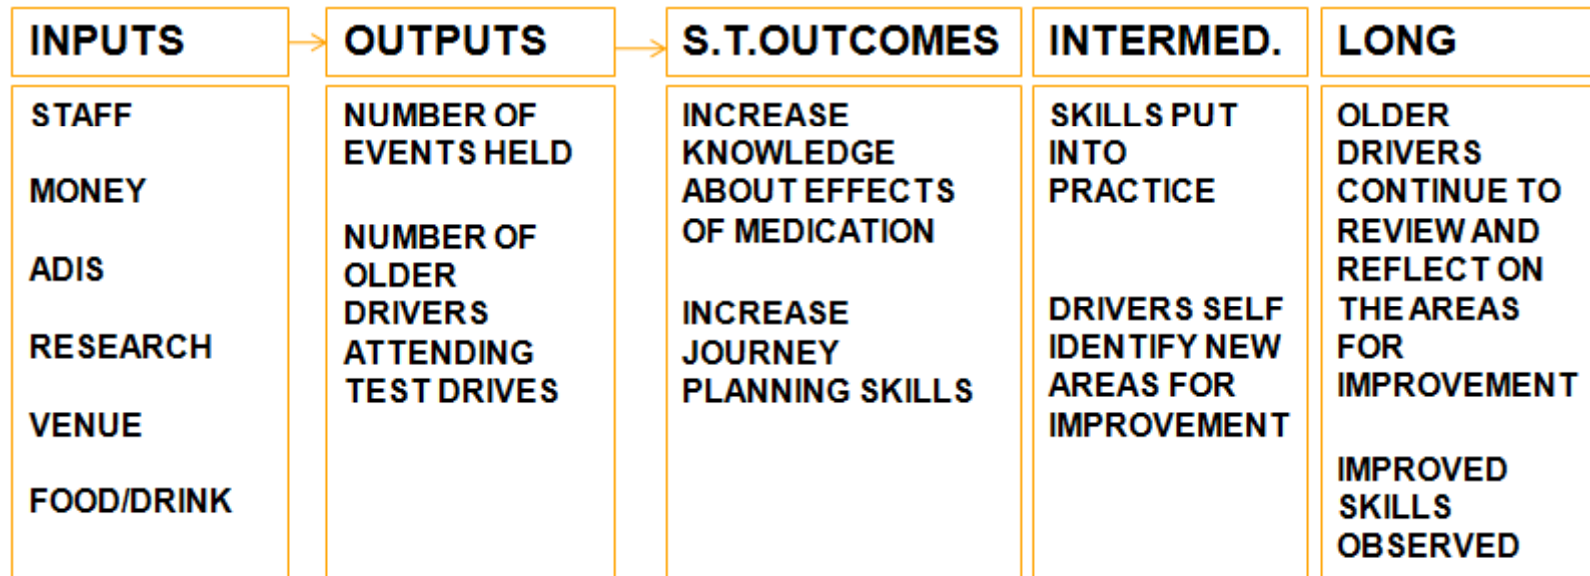 INPUTS
OUTPUTS
S.T.OUTCOMES
INTERMED.
LONG
STAFF
MONEY
ADIS
RESEARCH
VENUE
FOOD/DRINK
NUMBER OF
EVENTS HELD
NUMBER OF
OLDER
DRIVERS
ATTENDING
TEST DRIVES
INCREASE
KNOWLEDGE
ABOUT EFFECTS
OF MEDICATION
INCREASE
JOURNEY
PLANNING SKILLS
SKILLS PUT
INTO
PRACTICE
DRIVERS SELF
IDENTIFY NEW
AREAS FOR
IMPROVEMENT
OLDER
DRIVERS
CONTINUE TO
REVIEW AND
REFLECT ON
THE AREAS
FOR
IMPROVEMENT
IMPROVED
SKILLS
OBSERVED